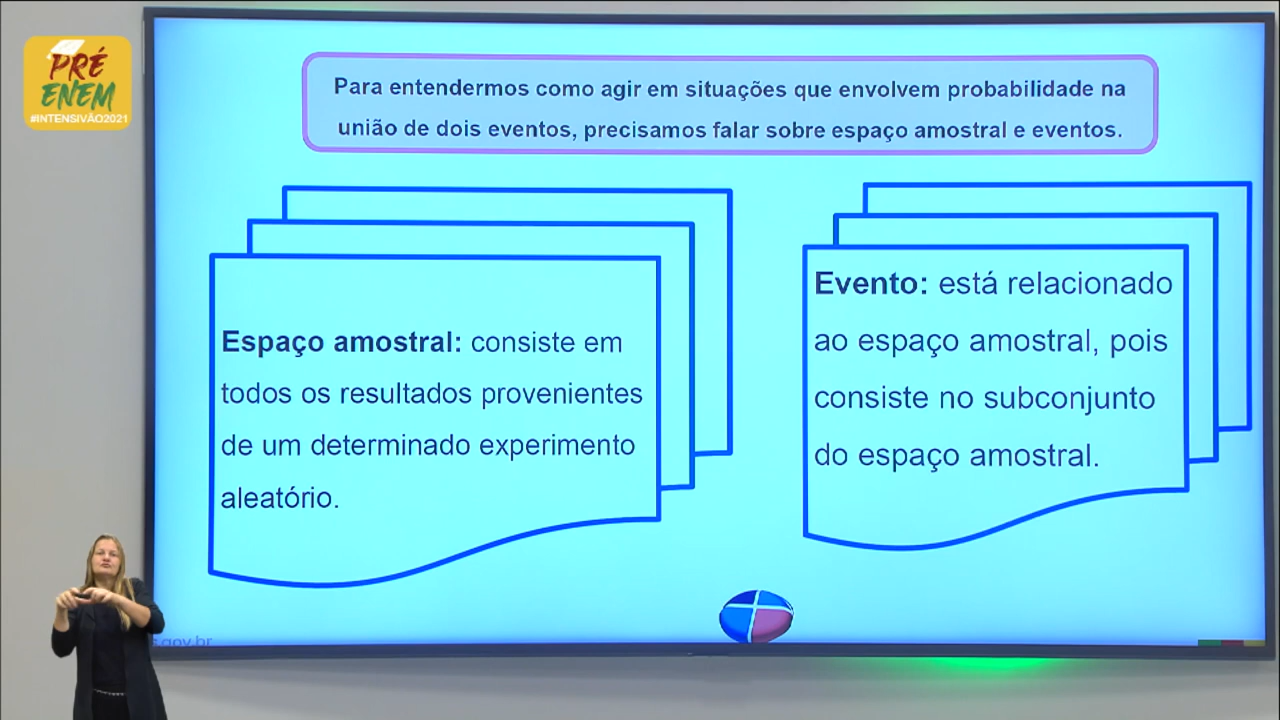 PRÉ
ENEM
#INTENSIVÃO2021
Para entendermos como agir em situações que envolvem probabilidade na
união de dois eventos, precisamos falar sobre espaço amostral e eventos.
Espaço amostral: consiste em
todos os resultados provenientes
de um determinado experimento
aleatório.
Evento: está relacionado
ao espaço amostral, pois
consiste no subconjunto
do espaço amostral.
s.gov.br